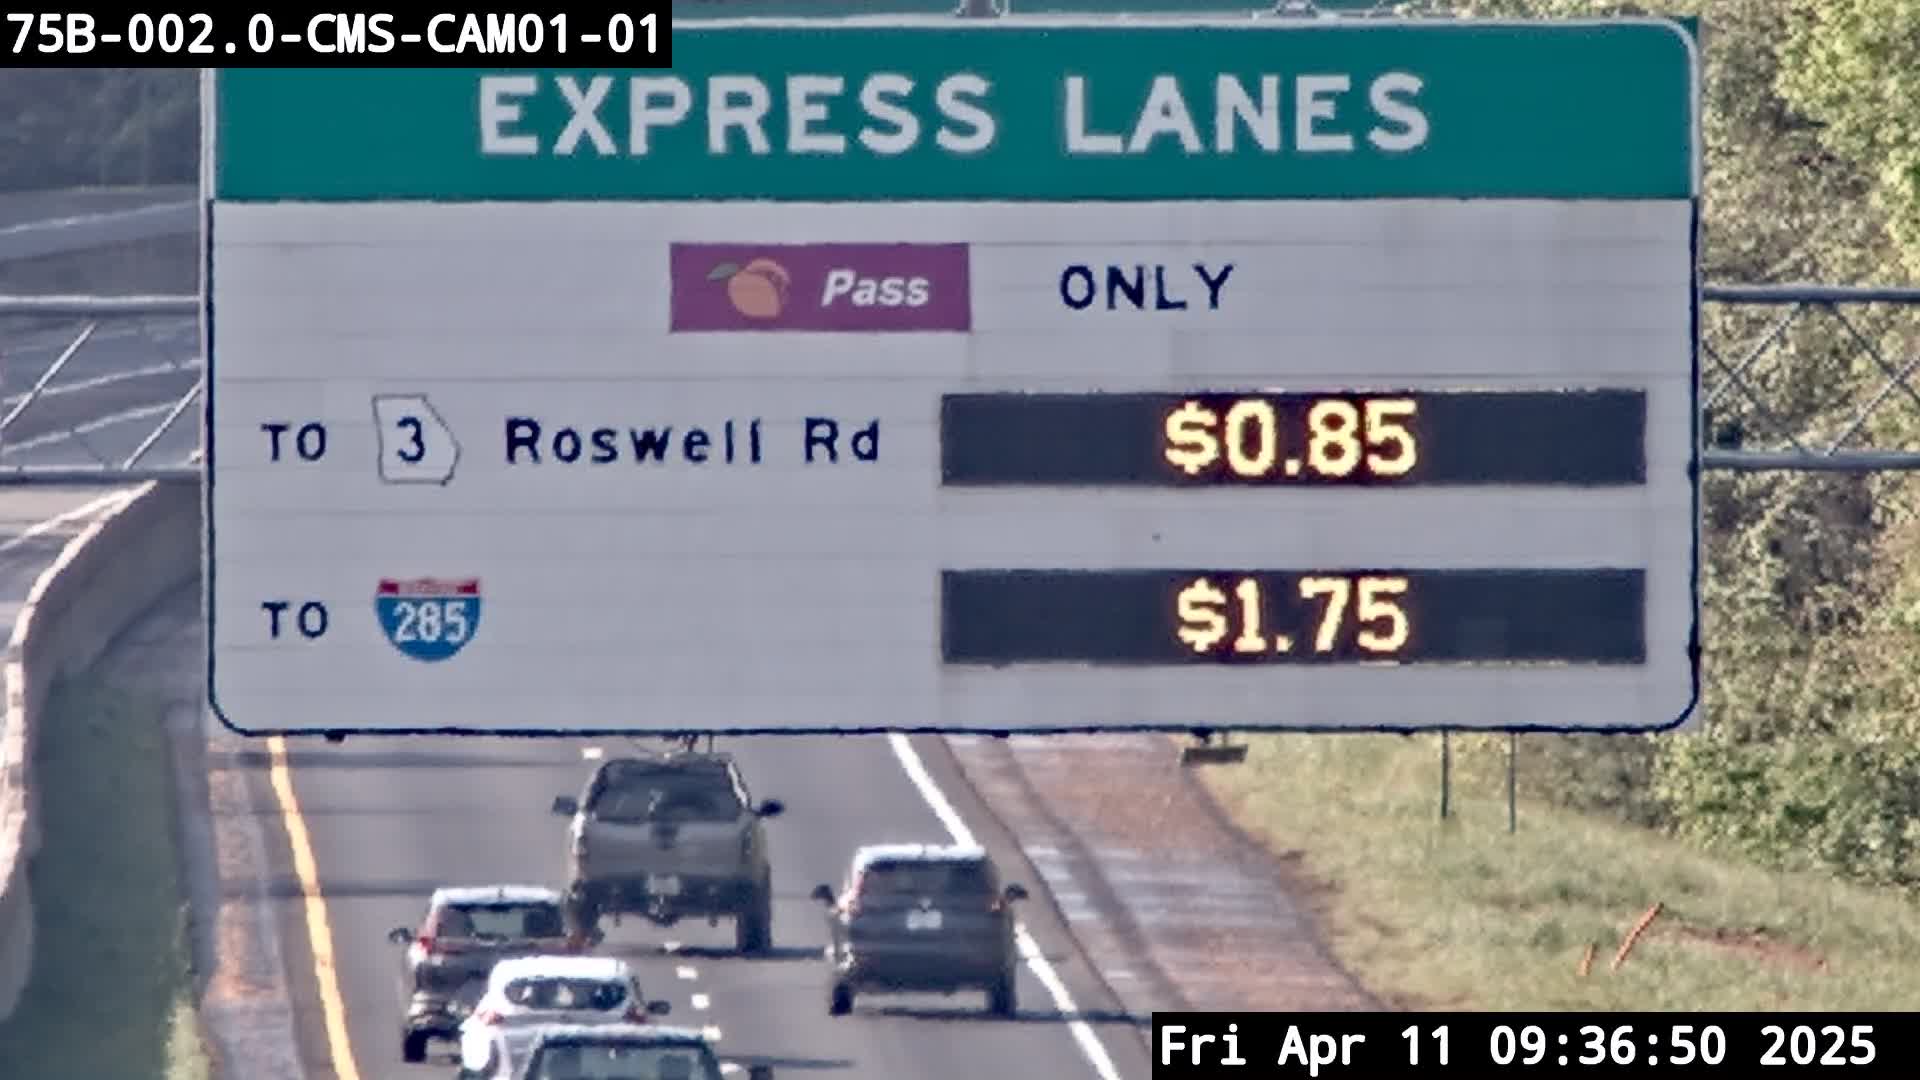 75B-002.0-CMS-CAM01-01
EXPRESS LANES
Pass ONLY
TO 3 Roswell Rd $0.85
TO 285 $1.75
Fri Apr 11 09:36:50 2025